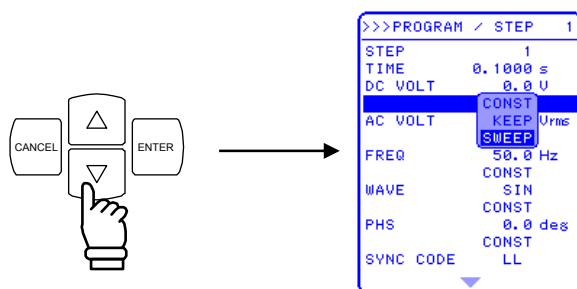 CANCEL
ENTER
>>>PROGRAM / STEP 1
STEP 1
TIME 0.1000 s
DC VOLT 0.0 V
CONST
AC VOLT KEEP Vrms
SWEEP
FREQ 50.0 Hz
CONST
WAVE SIN
CONST
PHS 0.0 deg
CONST
SYNC CODE LL